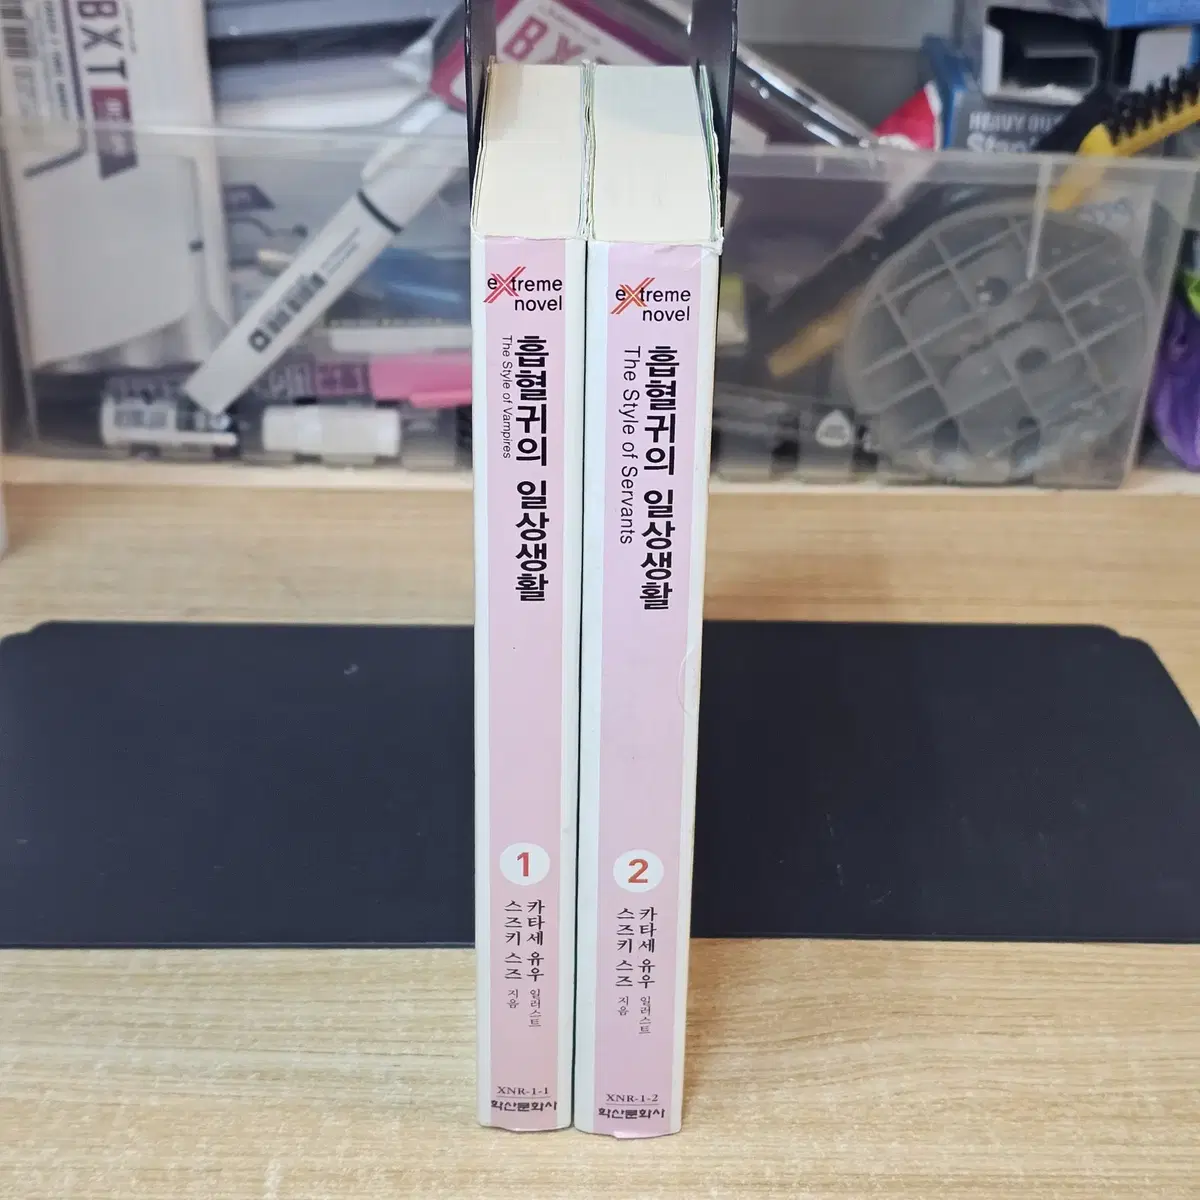 BXT
BXT
HEAVY DU
extreme
novel
흡혈귀의 일상생활
The Style of Vampires
1
카타세 유우 일러스트
스즈키 스즈 지음
XNR-1-1
학산문화사
extreme
novel
흡혈귀의 일상생활
The Style of Servants
2
카타세 유우 일러스트
스즈키 스즈 지음
XNR-1-2
학산문화사